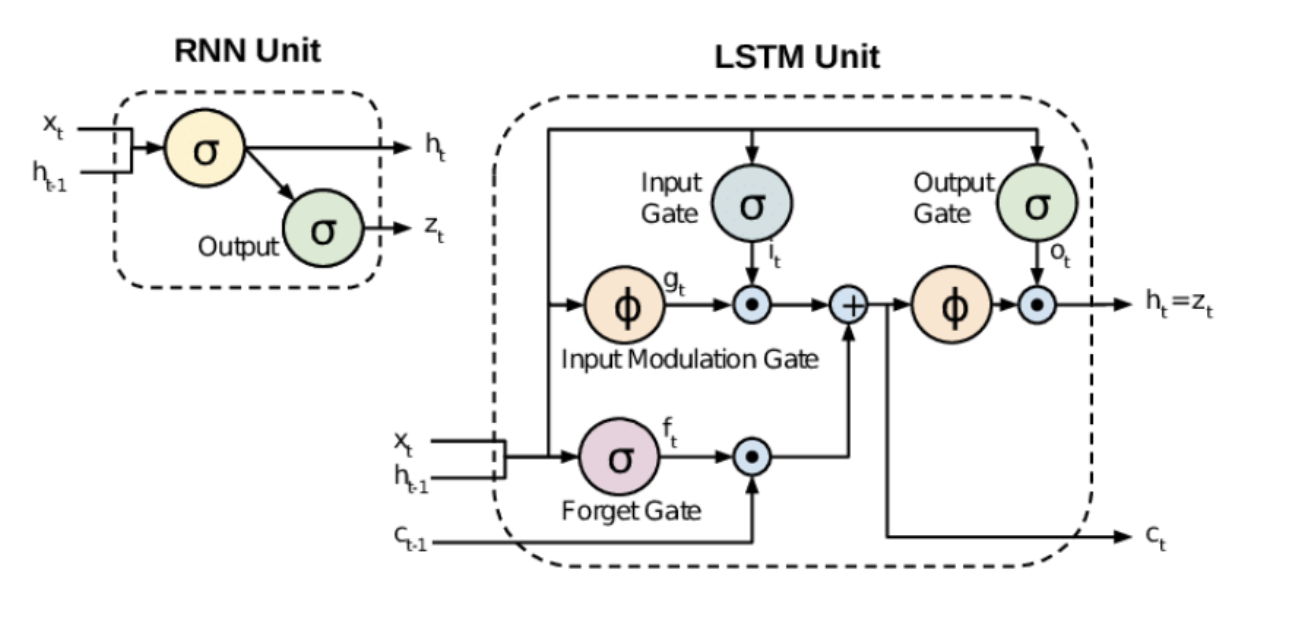 RNN Unit
x_t
h_t-1
σ
σ
Output
h_t
z_t
LSTM Unit
Input
Gate
σ
i_t
Output
Gate
σ
o_t
ϕ
g_t
Input Modulation Gate
+
ϕ
h_t=z_t
x_t
h_t-1
σ
f_t
Forget Gate
c_t-1
c_t